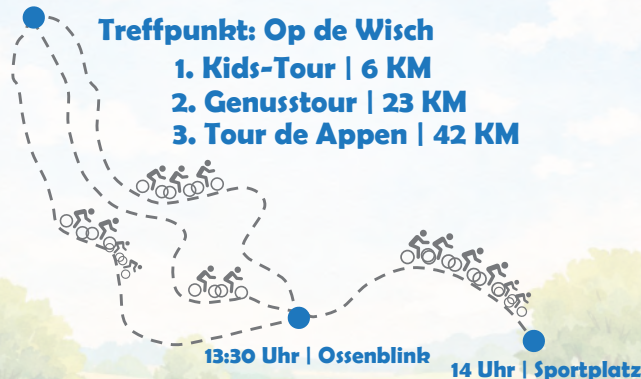 Treffpunkt: Op de Wisch
1. Kids-Tour | 6 KM
2. Genusstour | 23 KM
3. Tour de Appen | 42 KM
13:30 Uhr | Ossenblink
14 Uhr | Sportplatz